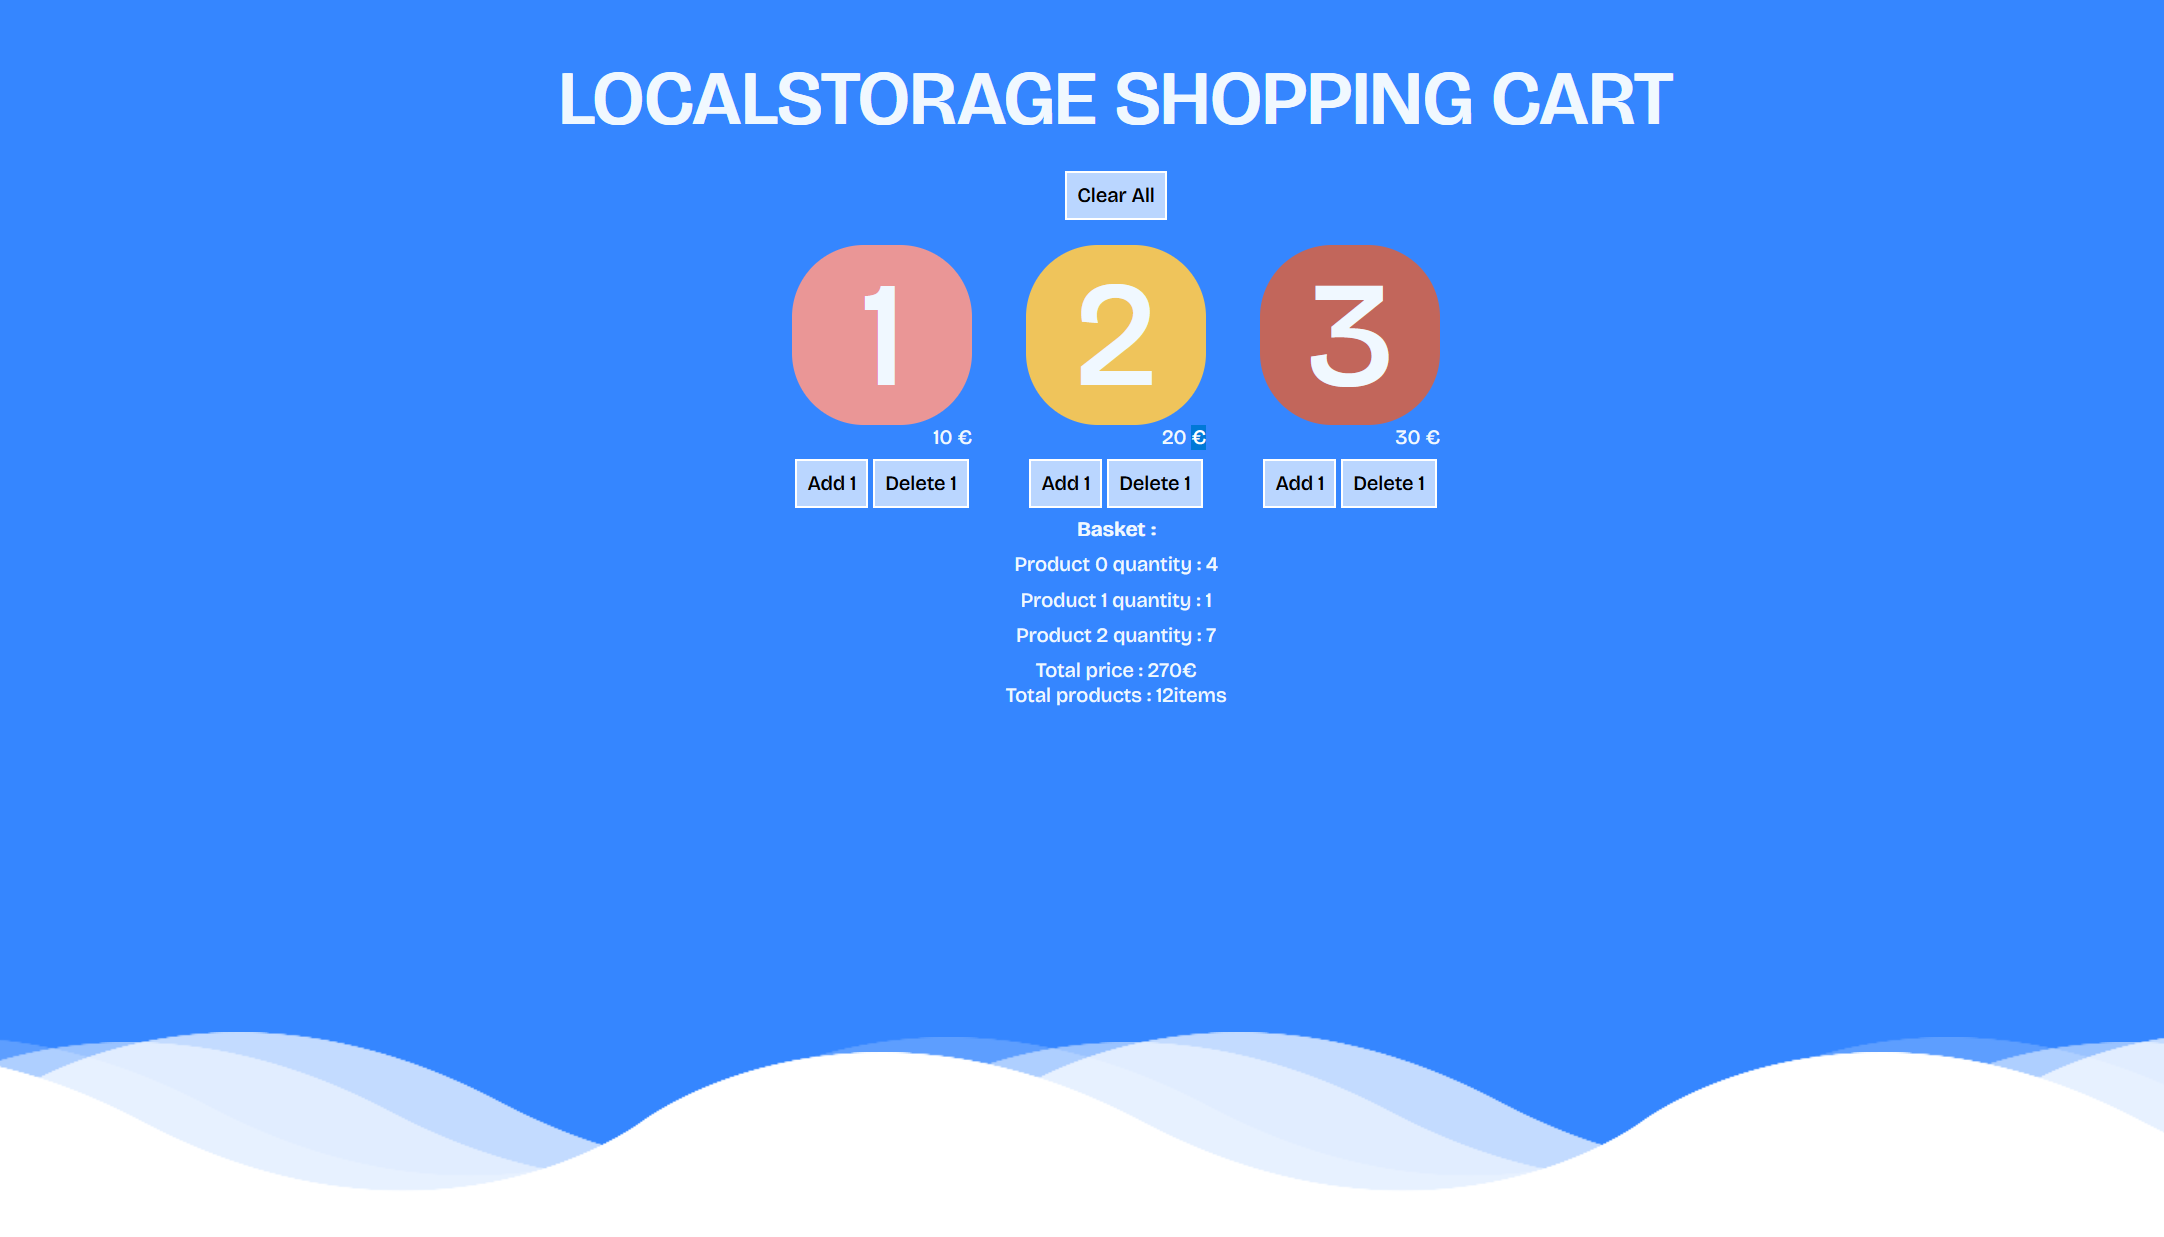 LOCALSTORAGE SHOPPING CART
Clear All
1 2 3
10 € 20 € 30 €
Add 1 Delete 1 Add 1 Delete 1 Add 1 Delete 1
Basket :
Product 0 quantity : 4
Product 1 quantity : 1
Product 2 quantity : 7
Total price : 270€
Total products : 12items